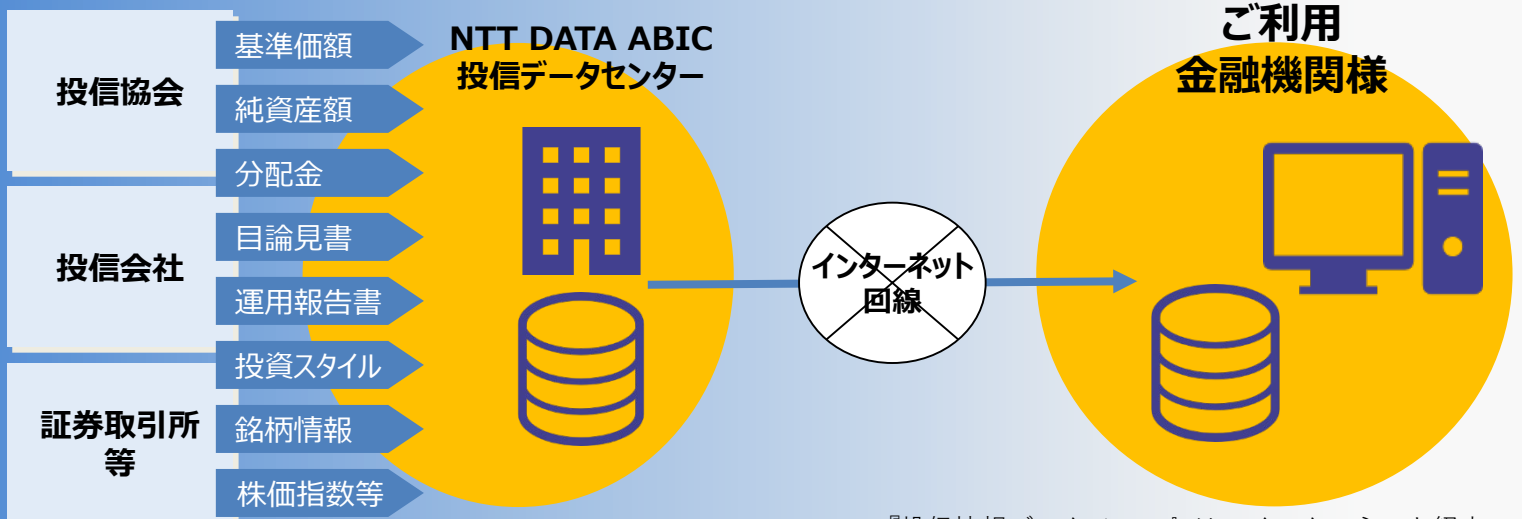 投信協会
投信会社
証券取引所
等
基準価額
純資産額
分配金
目論見書
運用報告書
投資スタイル
銘柄情報
株価指数等
NTT DATA ABIC
投信データセンター
インターネット
回線
ご利用
金融機関様